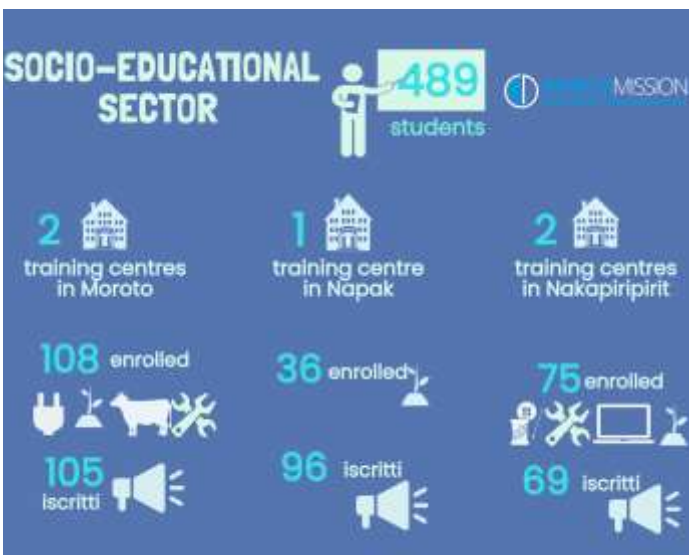 SOCIO-EDUCATIONAL
SECTOR
489
students
MISSION
2
training centres
in Moroto
1
training centre
in Napak
2
training centres
in Nakapiripirit
108 enrolled
36 enrolled
75 enrolled
105
iscritti
96 iscritti
69 iscritti